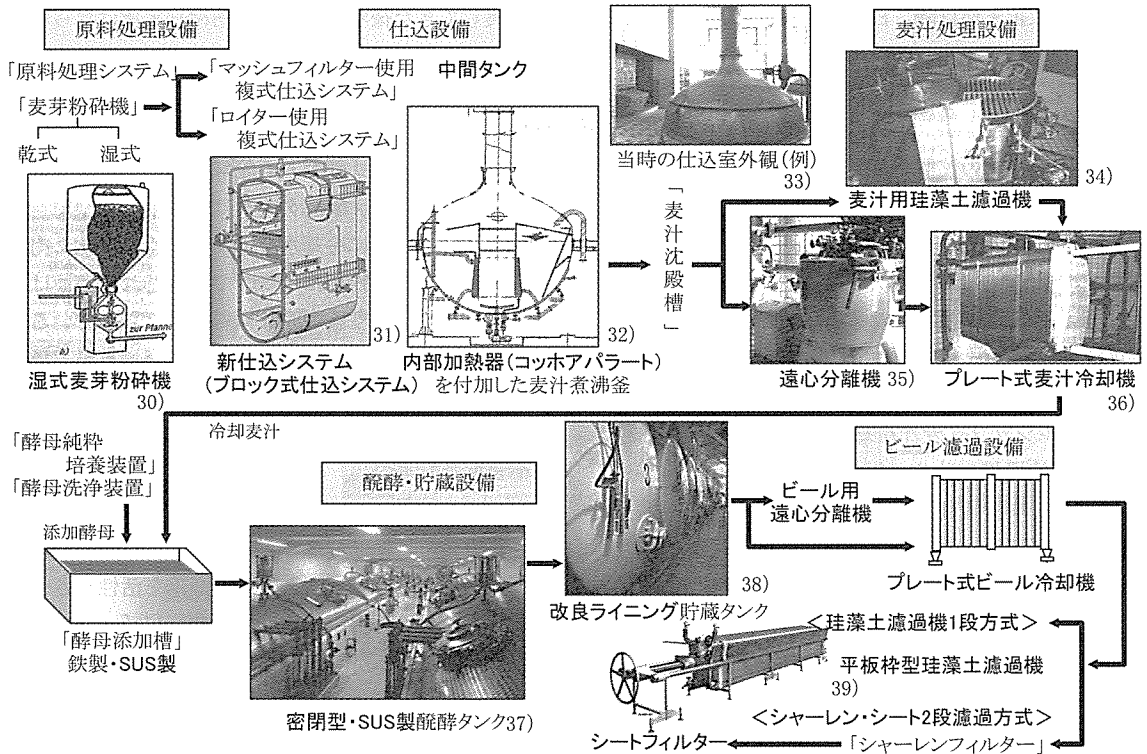 原料処理設備
仕込設備
麦汁処理設備
「原料処理システム」
「麦芽粉砕機」
乾式 湿式
「マッシュフィルター使用
複式仕込システム」
「ロイター使用
複式仕込システム」
中間タンク
当時の仕込室外観(例)
33)
34)
麦汁用珪藻土濾過機
「麦汁沈殿槽」
zur Pfanne
a)
湿式麦芽粉砕機
30)
31)
新仕込システム
(ブロック式仕込システム)
32)
内部加熱器(コッホアパラート)
を付加した麦汁煮沸釜
遠心分離機 35)
プレート式麦汁冷却機
36)
冷却麦汁
「酵母純粋
培養装置」
「酵母洗浄装置」
添加酵母
「酵母添加槽」
鉄製・SUS製
醗酵・貯蔵設備
密閉型・SUS製醗酵タンク37)
38)
改良ライニング貯蔵タンク
ビール濾過設備
ビール用
遠心分離機
プレート式ビール冷却機
<珪藻土濾過機1段方式>
平板枠型珪藻土濾過機
39)
<シャーレン・シート2段濾過方式>
シートフィルター
「シャーレンフィルター」